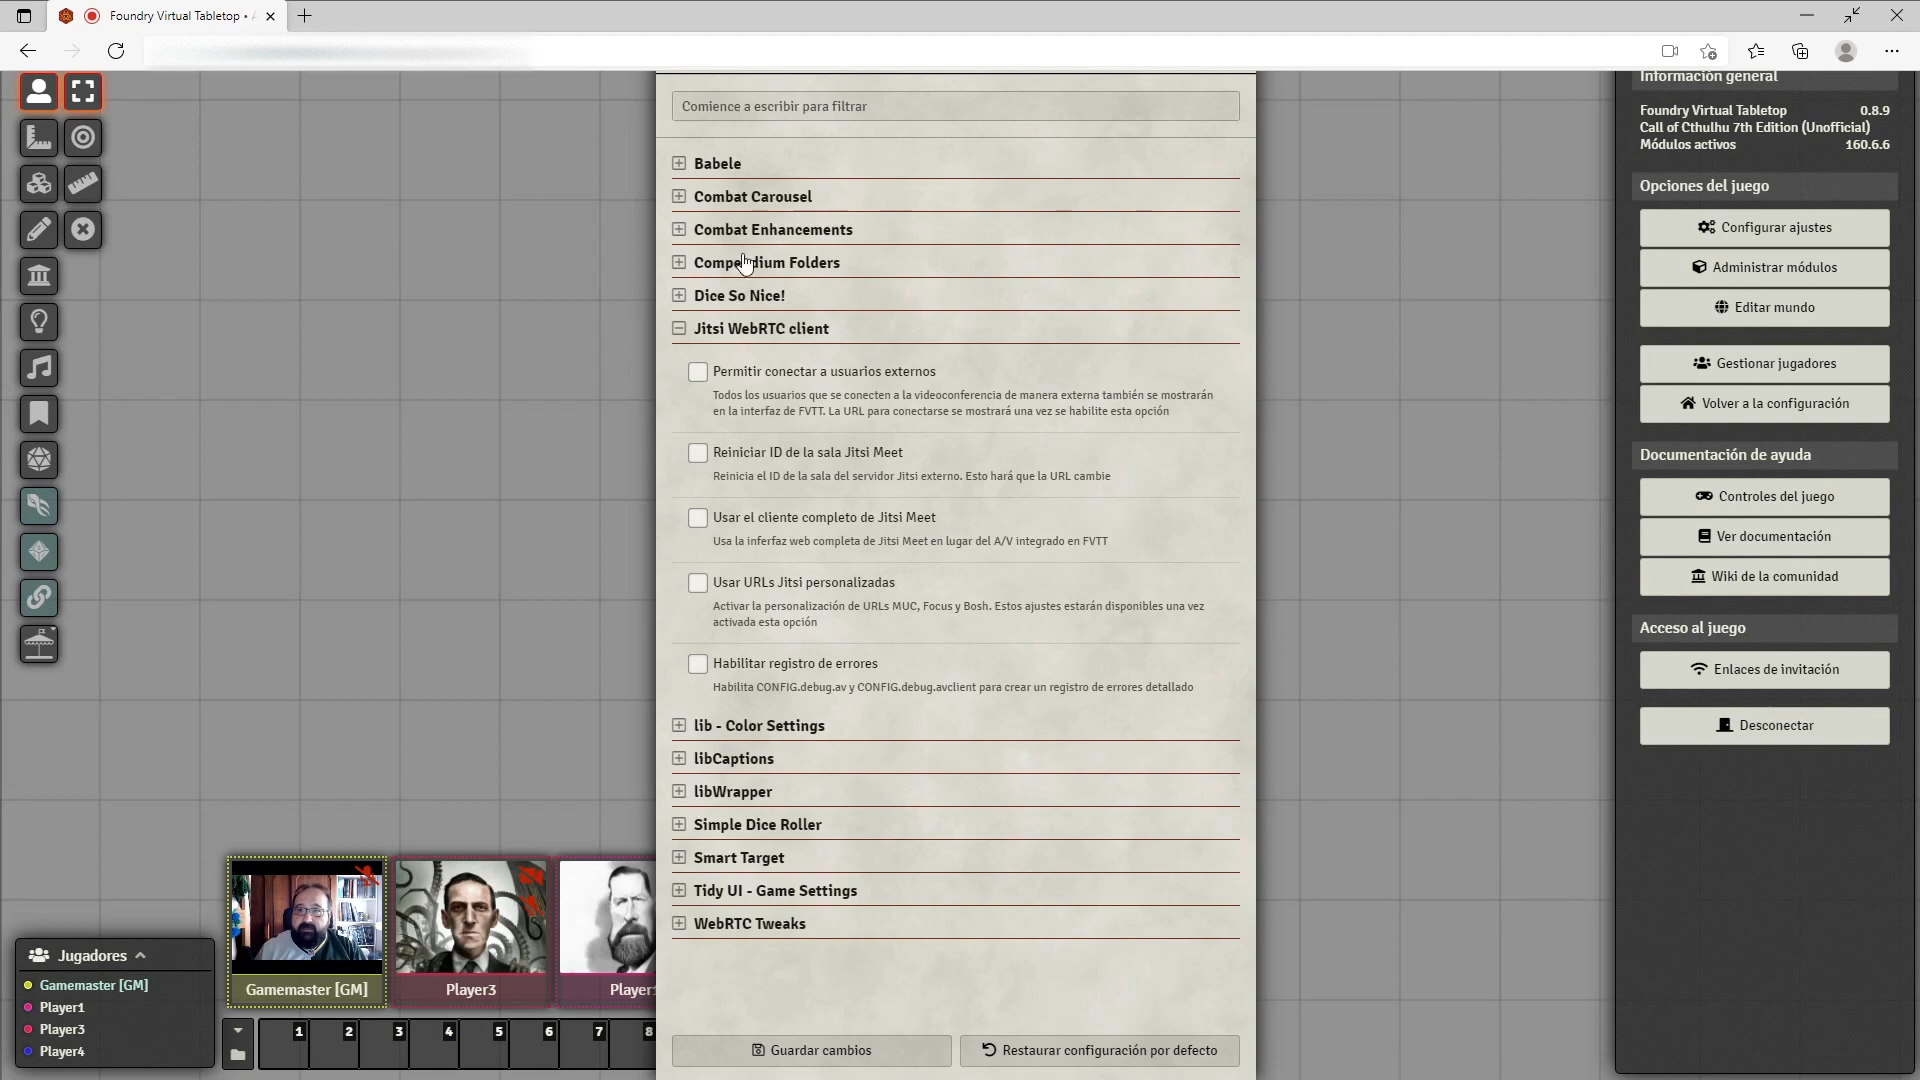 Foundry Virtual Tabletop •
Comience a escribir para filtrar
Babele
Combat Carousel
Combat Enhancements
Compendium Folders
Dice So Nice!
Jitsi WebRTC client
Permitir conectar a usuarios externos
Todos los usuarios que se conecten a la videoconferencia de manera externa también se mostrarán
en la interfaz de FVTT. La URL para conectarse se mostrará una vez se habilite esta opción
Reiniciar ID de la sala Jitsi Meet
Reinicia el ID de la sala del servidor Jitsi externo. Esto hará que la URL cambie
Usar el cliente completo de Jitsi Meet
Usa la inferfaz web completa de Jitsi Meet en lugar del A/V integrado en FVTT
Usar URLs Jitsi personalizadas
Activar la personalización de URLs MUC, Focus y Bosh. Estos ajustes estarán disponibles una vez
activada esta opción
Habilitar registro de errores
Habilita CONFIG.debug.av y CONFIG.debug.avclient para crear un registro de errores detallado
lib - Color Settings
libCaptions
libWrapper
Simple Dice Roller
Smart Target
Tidy UI - Game Settings
WebRTC Tweaks
Guardar cambios
Restaurar configuración por defecto
Información general
Foundry Virtual Tabletop 0.8.9
Call of Cthulhu 7th Edition (Unofficial)
Módulos activos 160.6.6
Opciones del juego
Configurar ajustes
Administrar módulos
Editar mundo
Gestionar jugadores
Volver a la configuración
Documentación de ayuda
Controles del juego
Ver documentación
Wiki de la comunidad
Acceso al juego
Enlaces de invitación
Desconectar
Gamemaster [GM]
Player3
Player
Jugadores
Gamemaster [GM]
Player1
Player3
Player4
1 2 3 4 5 6 7 8